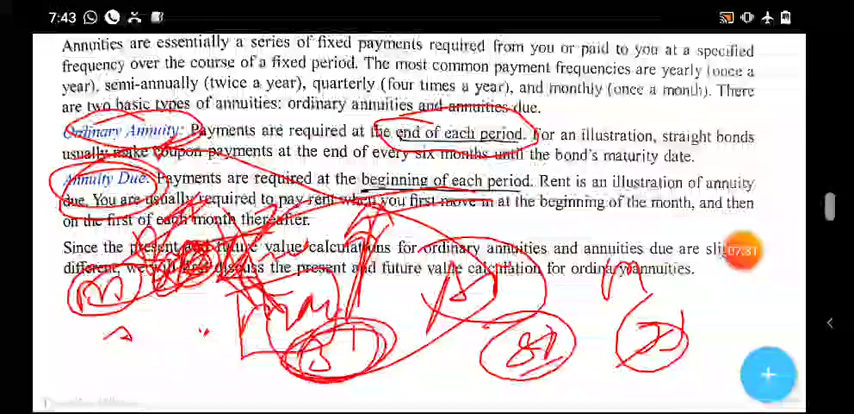 7:43
Annuities are essentially a series of fixed payments required from you or paid to you at a specified
frequency over the course of a fixed period. The most common payment frequencies are yearly (once a
year), semi-annually (twice a year), quarterly (four times a year), and monthly (once a month). There
are two basic types of annuities: ordinary annuities and annuities due.
Ordinary Annuity: Payments are required at the end of each period. For an illustration, straight bonds
usually make coupon payments at the end of every six months until the bond's maturity date.
Annuity Due: Payments are required at the beginning of each period. Rent is an illustration of annuity
due. You are usually required to pay rent when you first move in at the beginning of the month, and then
on the first of each month thereafter.
Since the present and future value calculations for ordinary annuities and annuities due are
07:31
different, we will first discuss the present and future value calculation for ordinary annuities.